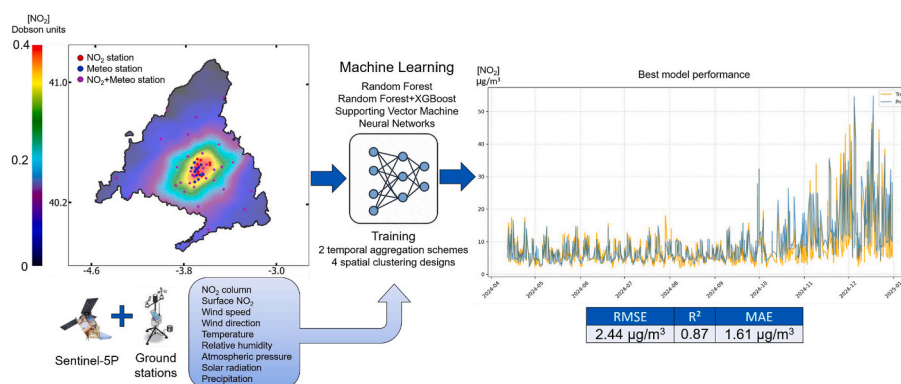 [NO₂]
Dobson units
0.4
0.2
0
NO₂ station
Meteo station
NO₂+Meteo station
41.0
40.2
-4.6
-3.8
-3.0
Sentinel-5P
Ground
stations
NO₂ column
Surface NO₂
Wind speed
Wind direction
Temperature
Relative humidity
Atmospheric pressure
Solar radiation
Precipitation
Machine Learning
Random Forest
Random Forest+XGBoost
Supporting Vector Machine
Neural Networks
Training
2 temporal aggregation schemes
4 spatial clustering designs
[NO₂]
µg/m³
Best model performance
Tr
Pr
50
40
30
20
10
0
2024-04
2024-05
2024-06
2024-07
2024-08
2024-09
2024-10
2024-11
2024-12
2025-0
RMSE R² MAE
2.44 µg/m³ 0.87 1.61 µg/m³